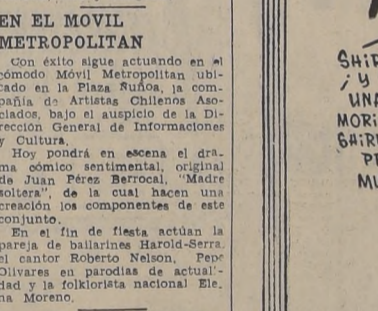 EN EL MOVIL
METROPOLITAN
Con éxito sigue actuando en el
cómodo Móvil Metropolitan ubi-
cado en la Plaza Ñuñoa, la com-
pañía de Artistas Chilenos Aso-
ciados, bajo el auspicio de la Di-
rección General de Informaciones
y Cultura.
Hoy pondrá en escena el dra-
ma cómico sentimental, original
de Juan Pérez Berrocal, "Madre
soltera", de la cual hacen una
creación los componentes de este
conjunto.
En el fin de fiesta actúan la
pareja de bailarines Harold-Serra,
el cantor Roberto Nelson, Pepe
Olivares en parodias de actuali-
dad y la folklorista nacional Ele.
na Moreno.
SHIR
¡Y
UNA
MORI
SHIR
P
MU